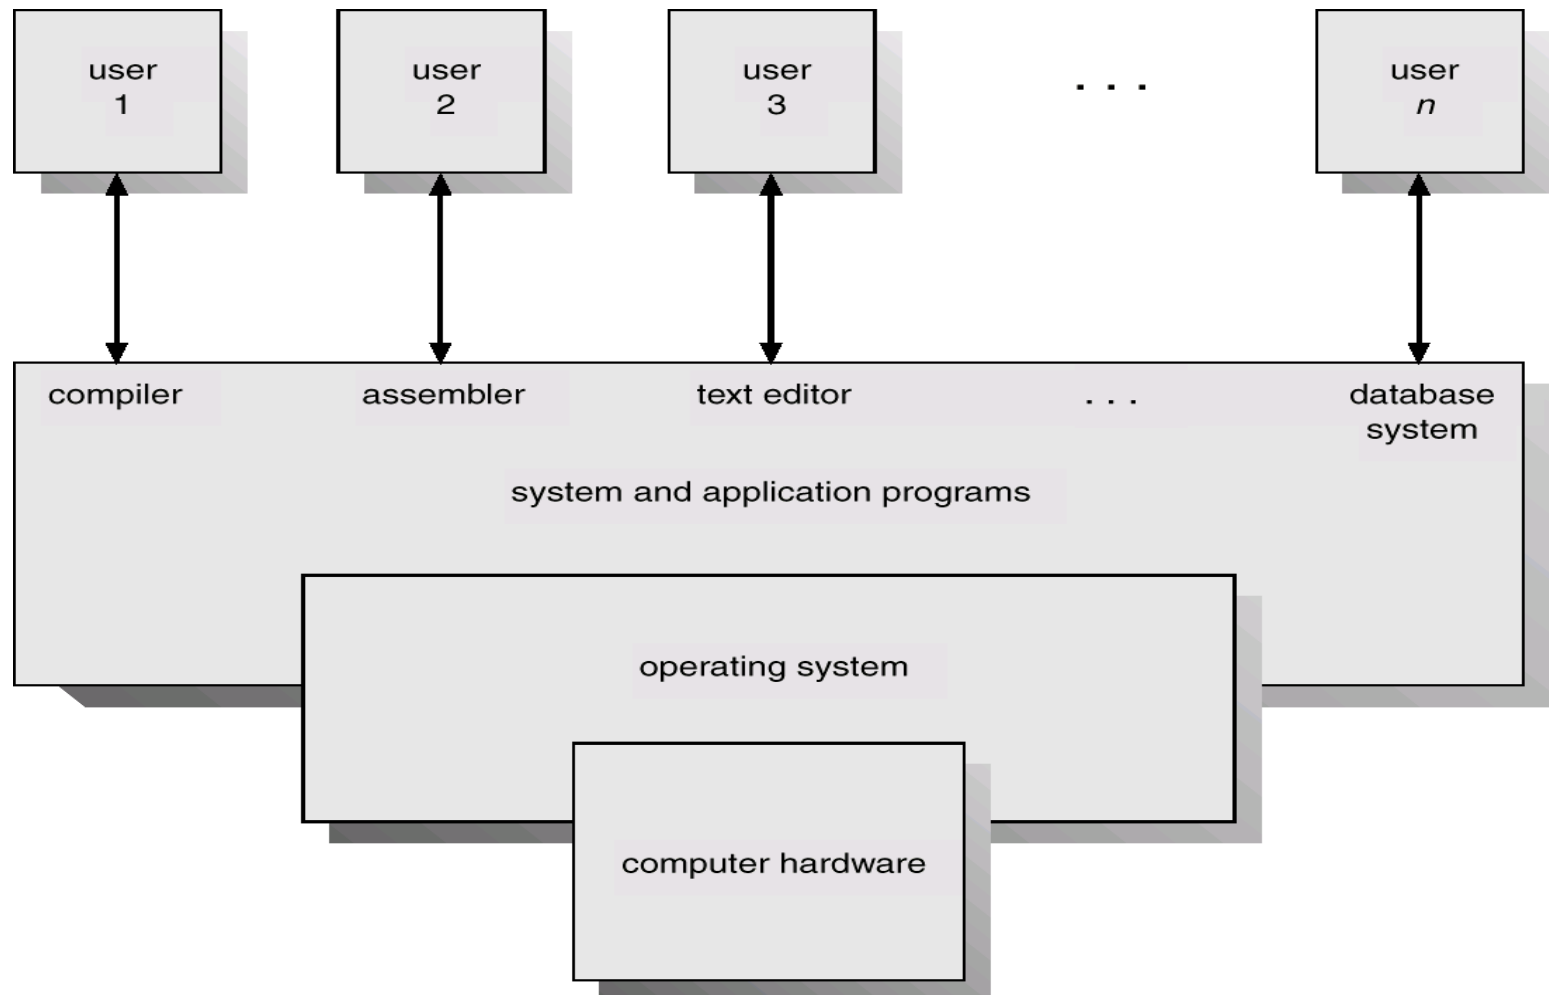 user
1
user
2
user
3
. . .
user
n
compiler
assembler
text editor
. . .
database
system
system and application programs
operating system
computer hardware